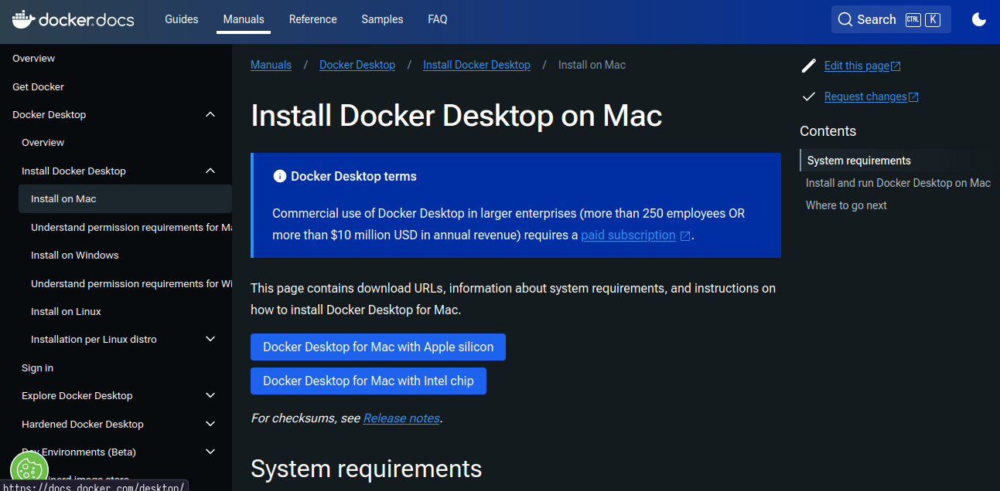 docker.docs
Guides
Manuals
Reference
Samples
FAQ
Search CTRL K
Overview
Get Docker
Docker Desktop
Overview
Install Docker Desktop
Install on Mac
Understand permission requirements for Ma
Install on Windows
Understand permission requirements for Wi
Install on Linux
Installation per Linux distro
Sign in
Explore Docker Desktop
Hardened Docker Desktop
Dev Environments (Beta)
image store
https://docs.docker.com/desktop/
Manuals / Docker Desktop / Install Docker Desktop / Install on Mac
Install Docker Desktop on Mac
Docker Desktop terms
Commercial use of Docker Desktop in larger enterprises (more than 250 employees OR
more than $10 million USD in annual revenue) requires a paid subscription .
This page contains download URLs, information about system requirements, and instructions on
how to install Docker Desktop for Mac.
Docker Desktop for Mac with Apple silicon
Docker Desktop for Mac with Intel chip
For checksums, see Release notes.
System requirements
Edit this page
Request changes
Contents
System requirements
Install and run Docker Desktop on Mac
Where to go next